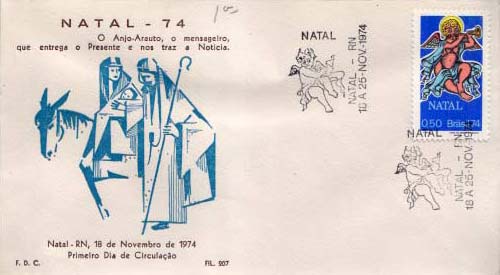 NATAL - 74
O Anjo-Arauto, o mensageiro,
que entrega o Presente e nos traz a Notícia.
Natal - RN, 18 de Novembro de 1974
Primeiro Dia de Circulação
F. D. C.
FIL. 207
NATAL
NATAL - RN
18 A 25-NOV-1974
NATAL
0,50 Brasil 74
NATAL
NATAL - RN
18 A 25-NOV-1974